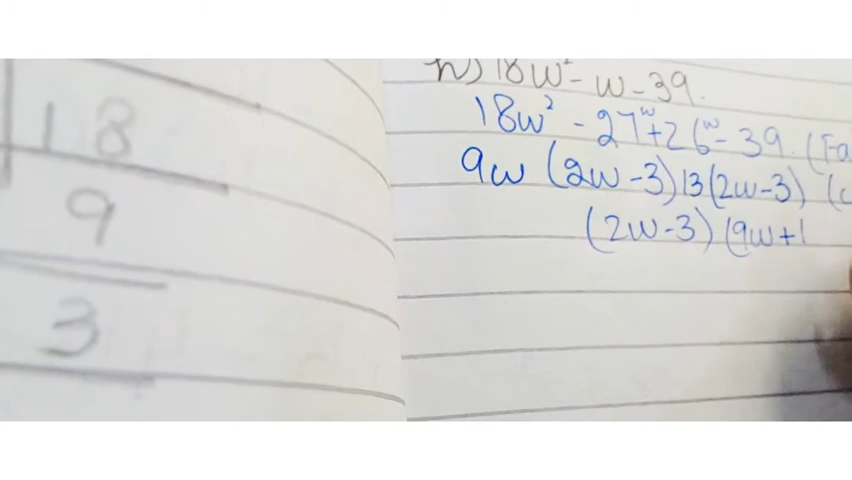 18
9
3
n) 18w² - w - 39.
18w² - 27w + 26w - 39. (Fa
9w (2w - 3) 13 (2w - 3) (c
(2w - 3) (9w + 1